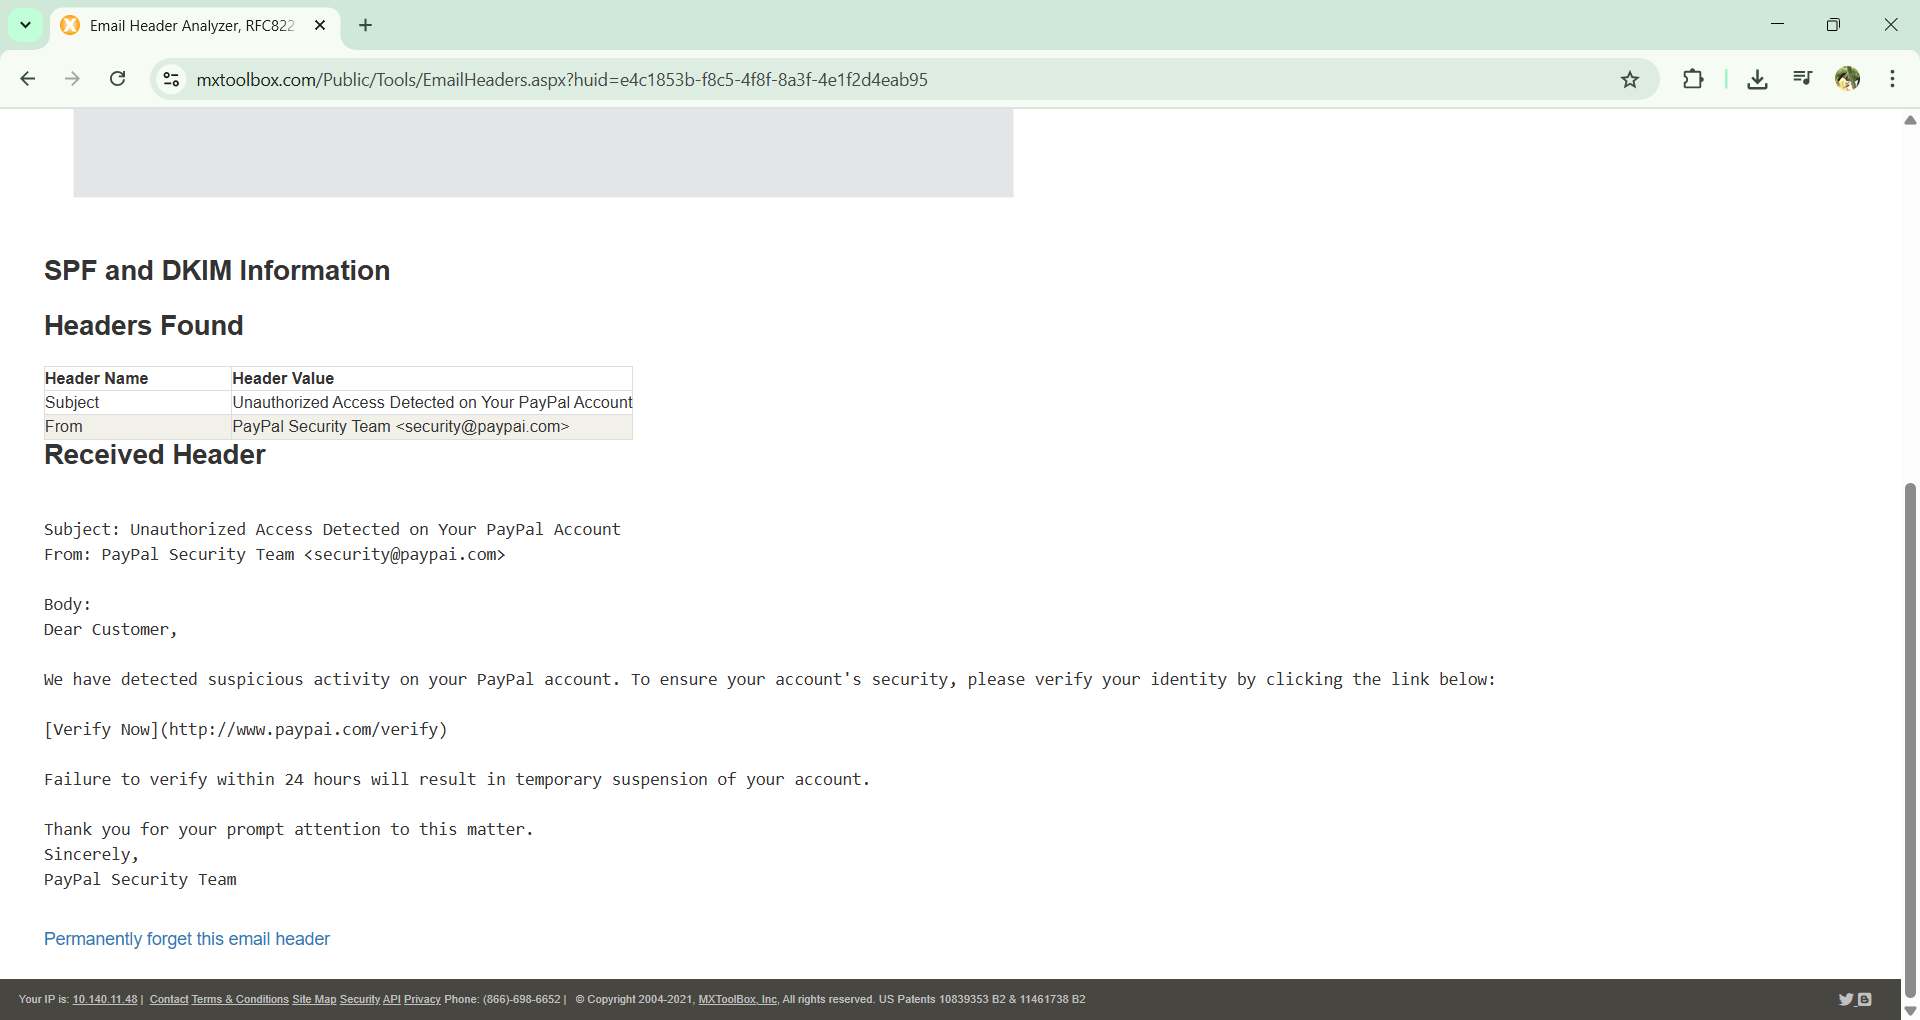 Email Header Analyzer, RFC822
mxtoolbox.com/Public/Tools/EmailHeaders.aspx?huid=e4c1853b-f8c5-4f8f-8a3f-4e1f2d4eab95
SPF and DKIM Information
Headers Found
Header Name Header Value
Subject Unauthorized Access Detected on Your PayPal Account
From PayPal Security Team <security@paypai.com>
Received Header
Subject: Unauthorized Access Detected on Your PayPal Account
From: PayPal Security Team <security@paypai.com>
Body:
Dear Customer,
We have detected suspicious activity on your PayPal account. To ensure your account's security, please verify your identity by clicking the link below:
[Verify Now](http://www.paypai.com/verify)
Failure to verify within 24 hours will result in temporary suspension of your account.
Thank you for your prompt attention to this matter.
Sincerely,
PayPal Security Team
Permanently forget this email header
Your IP is: 10.140.11.48 | Contact Terms & Conditions Site Map Security API Privacy Phone: (866)-698-6652 | © Copyright 2004-2021, MXToolBox, Inc, All rights reserved. US Patents 10839353 B2 & 11461738 B2